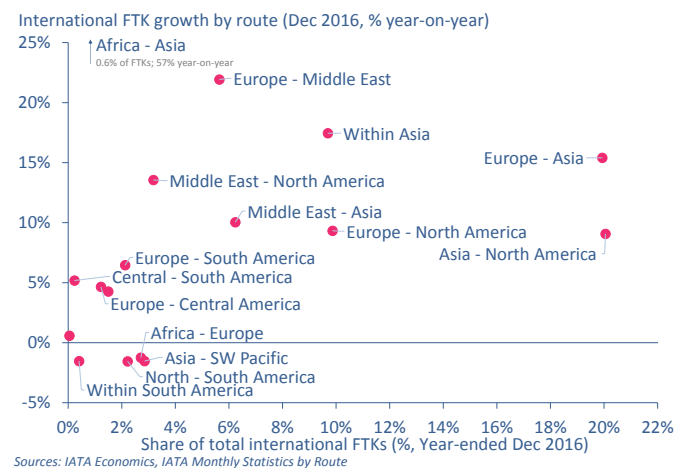 International FTK growth by route (Dec 2016, % year-on-year)
25%
Africa - Asia
0.6% of FTKs; 57% year-on-year
Europe - Middle East
20%
Within Asia
Europe - Asia
15%
Middle East - North America
Middle East - Asia
10%
Europe - North America
Asia - North America
Europe - South America
Central - South America
5%
Europe - Central America
Africa - Europe
0%
Asia - SW Pacific
North - South America
Within South America
-5%
0% 2% 4% 6% 8% 10% 12% 14% 16% 18% 20% 22%
Share of total international FTKs (%, Year-ended Dec 2016)
Sources: IATA Economics, IATA Monthly Statistics by Route